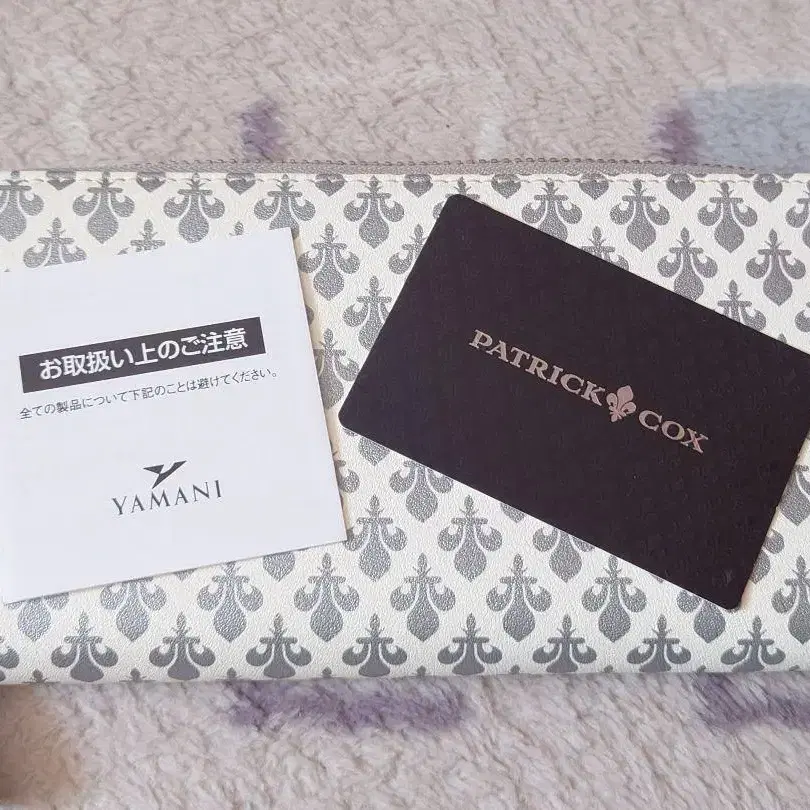 お取扱い上のご注意
全ての製品について下記のことは避けてください。
YAMANI
PATRICK COX